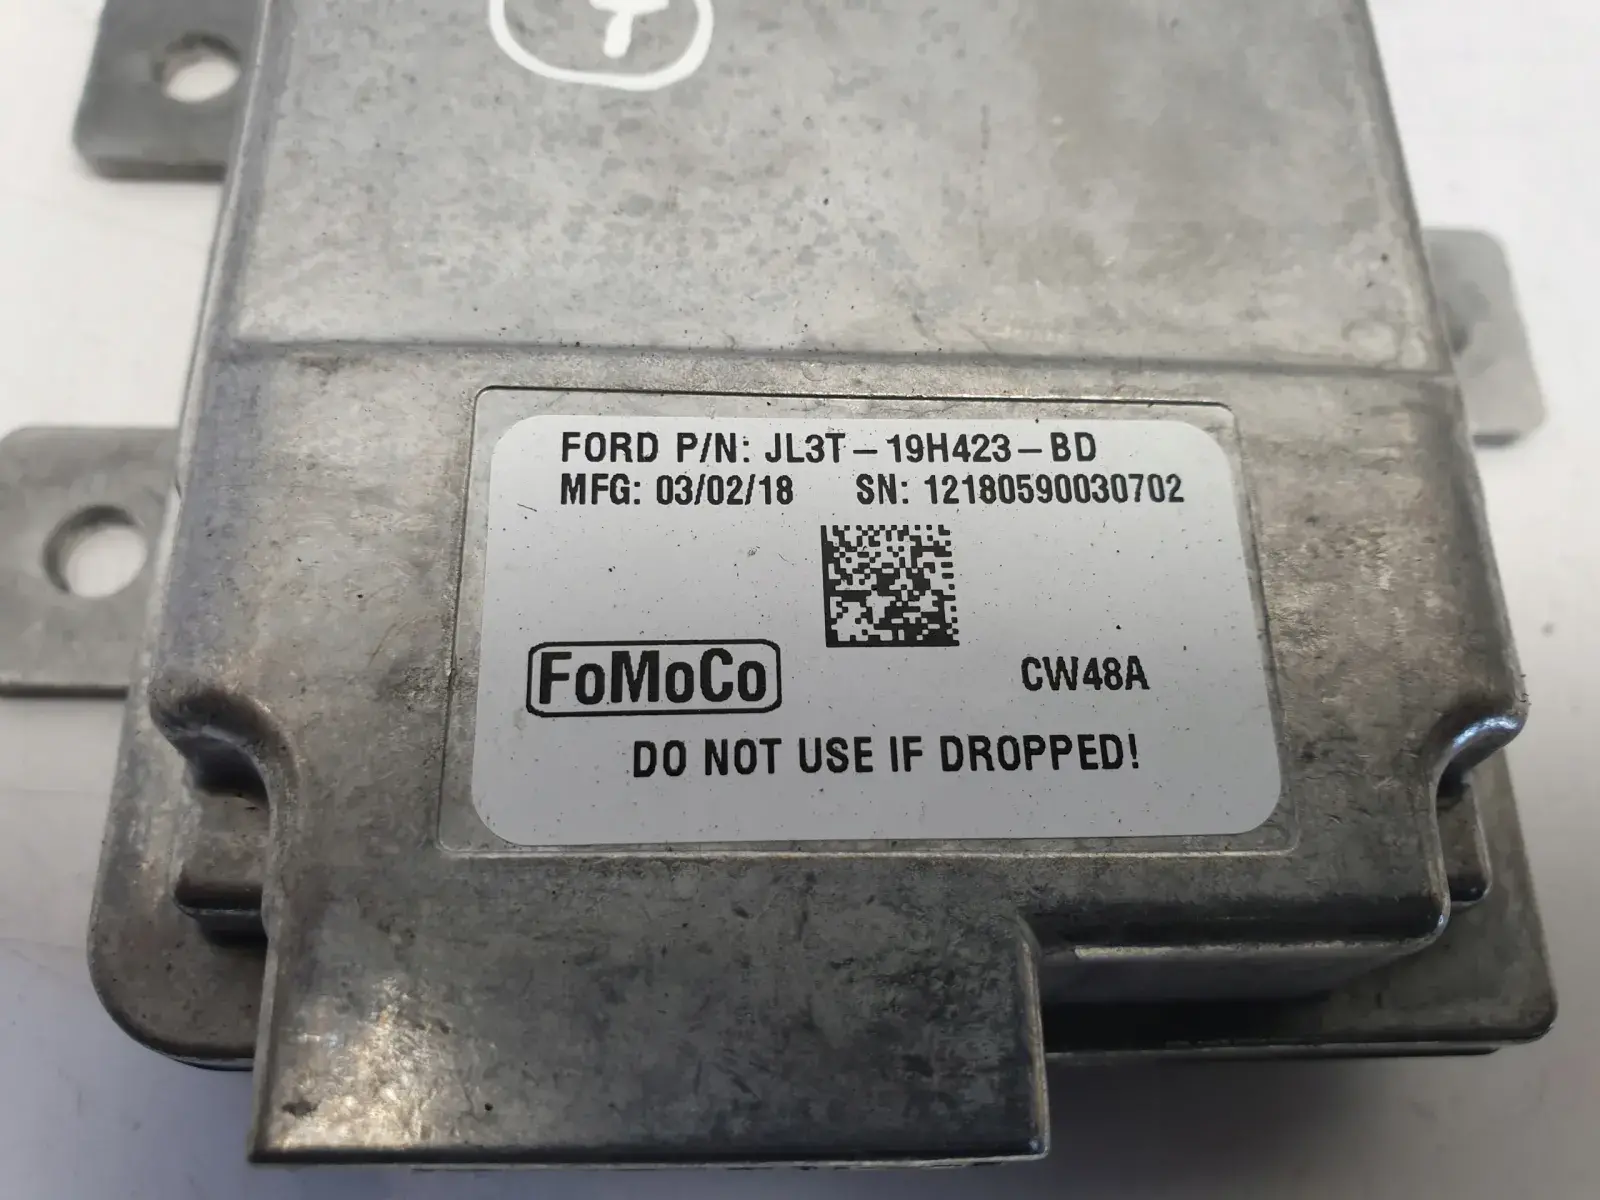 FORD P/N: JL3T-19H423-BD
MFG: 03/02/18 SN: 12180590030702
FoMoCo
CW48A
DO NOT USE IF DROPPED!